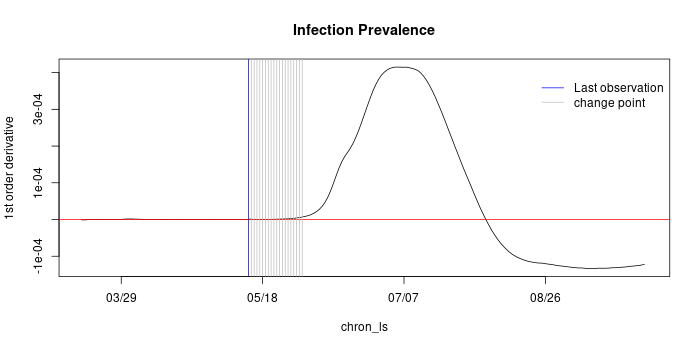 Infection Prevalence
1st order derivative
-1e-04
1e-04
3e-04
Last observation
change point
03/29
05/18
07/07
08/26
chron_ls